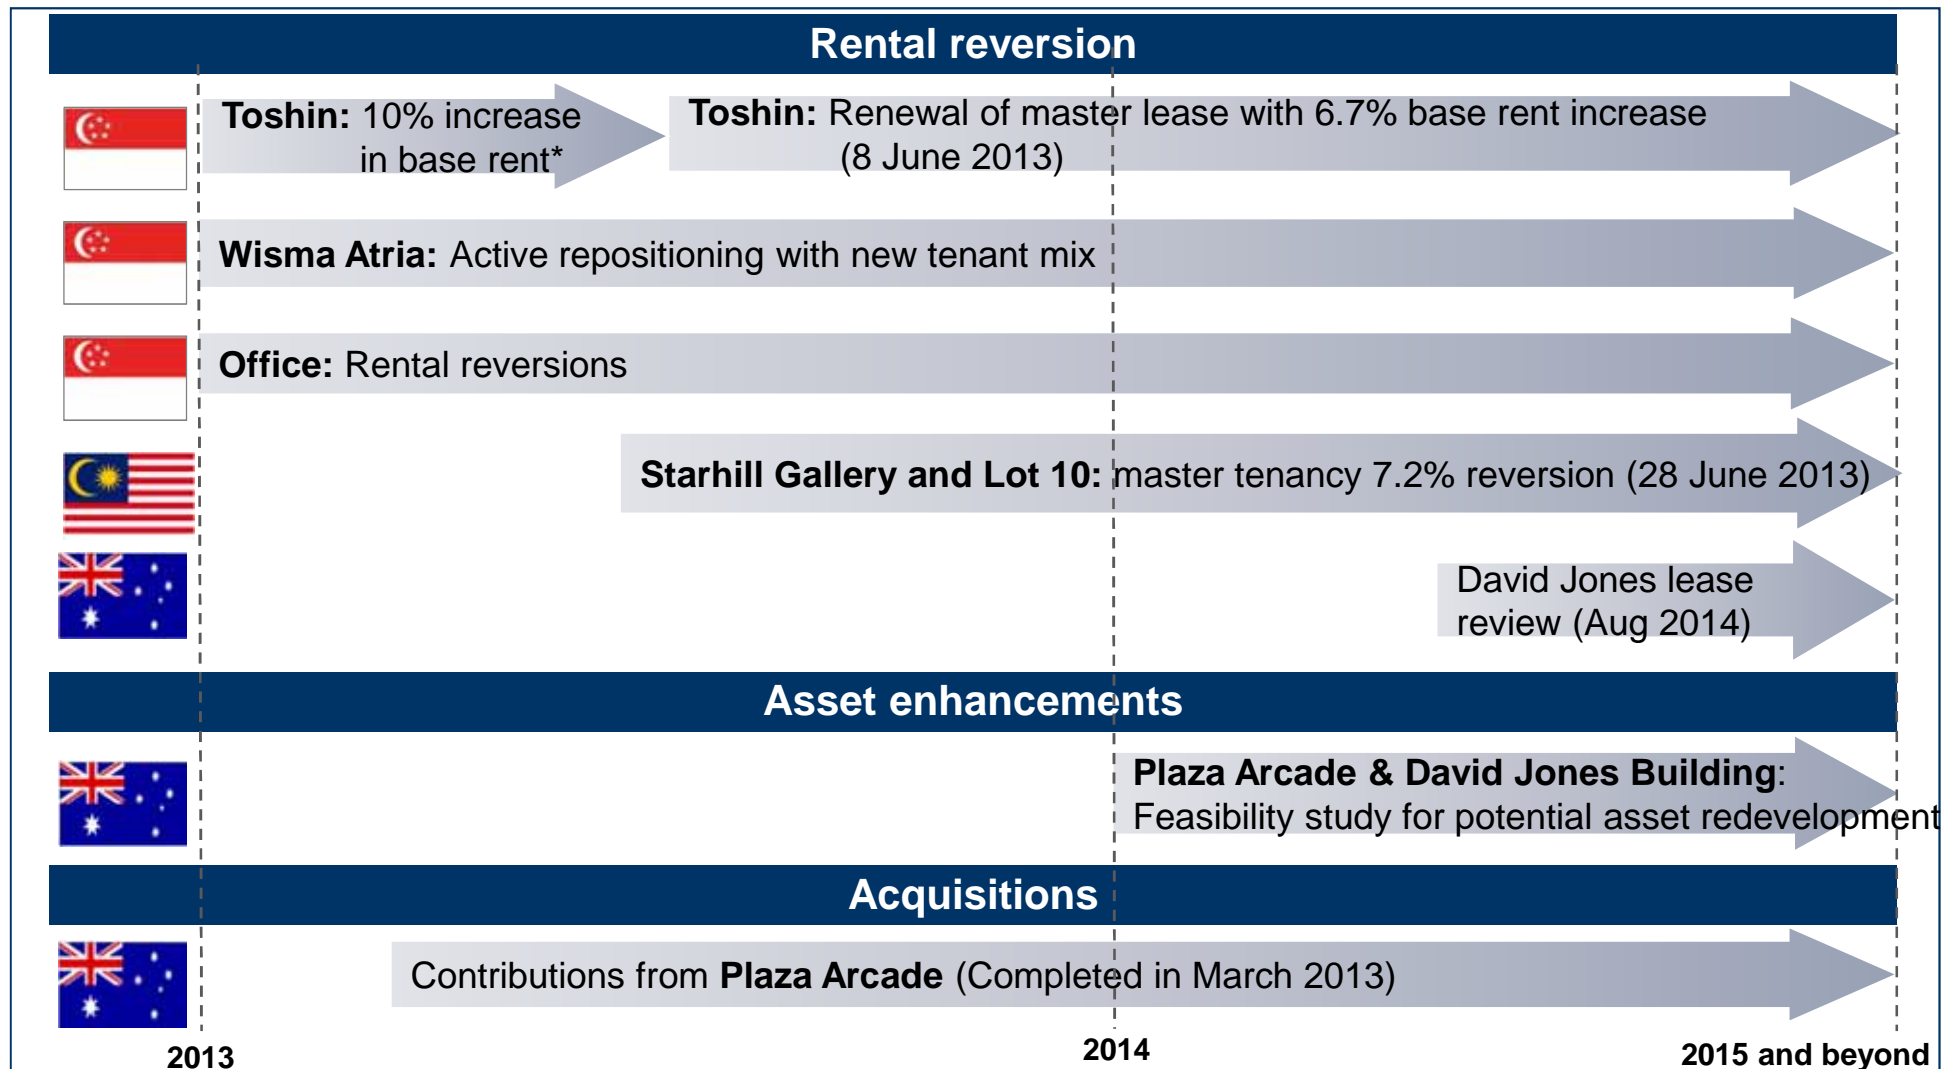 Rental reversion
Toshin: 10% increase
in base rent*
Toshin: Renewal of master lease with 6.7% base rent increase
(8 June 2013)
Wisma Atria: Active repositioning with new tenant mix
Office: Rental reversions
Starhill Gallery and Lot 10: master tenancy 7.2% reversion (28 June 2013)
David Jones lease
review (Aug 2014)
Asset enhancements
Plaza Arcade & David Jones Building:
Feasibility study for potential asset redevelopment
Acquisitions
Contributions from Plaza Arcade (Completed in March 2013)
2013
2014
2015 and beyond